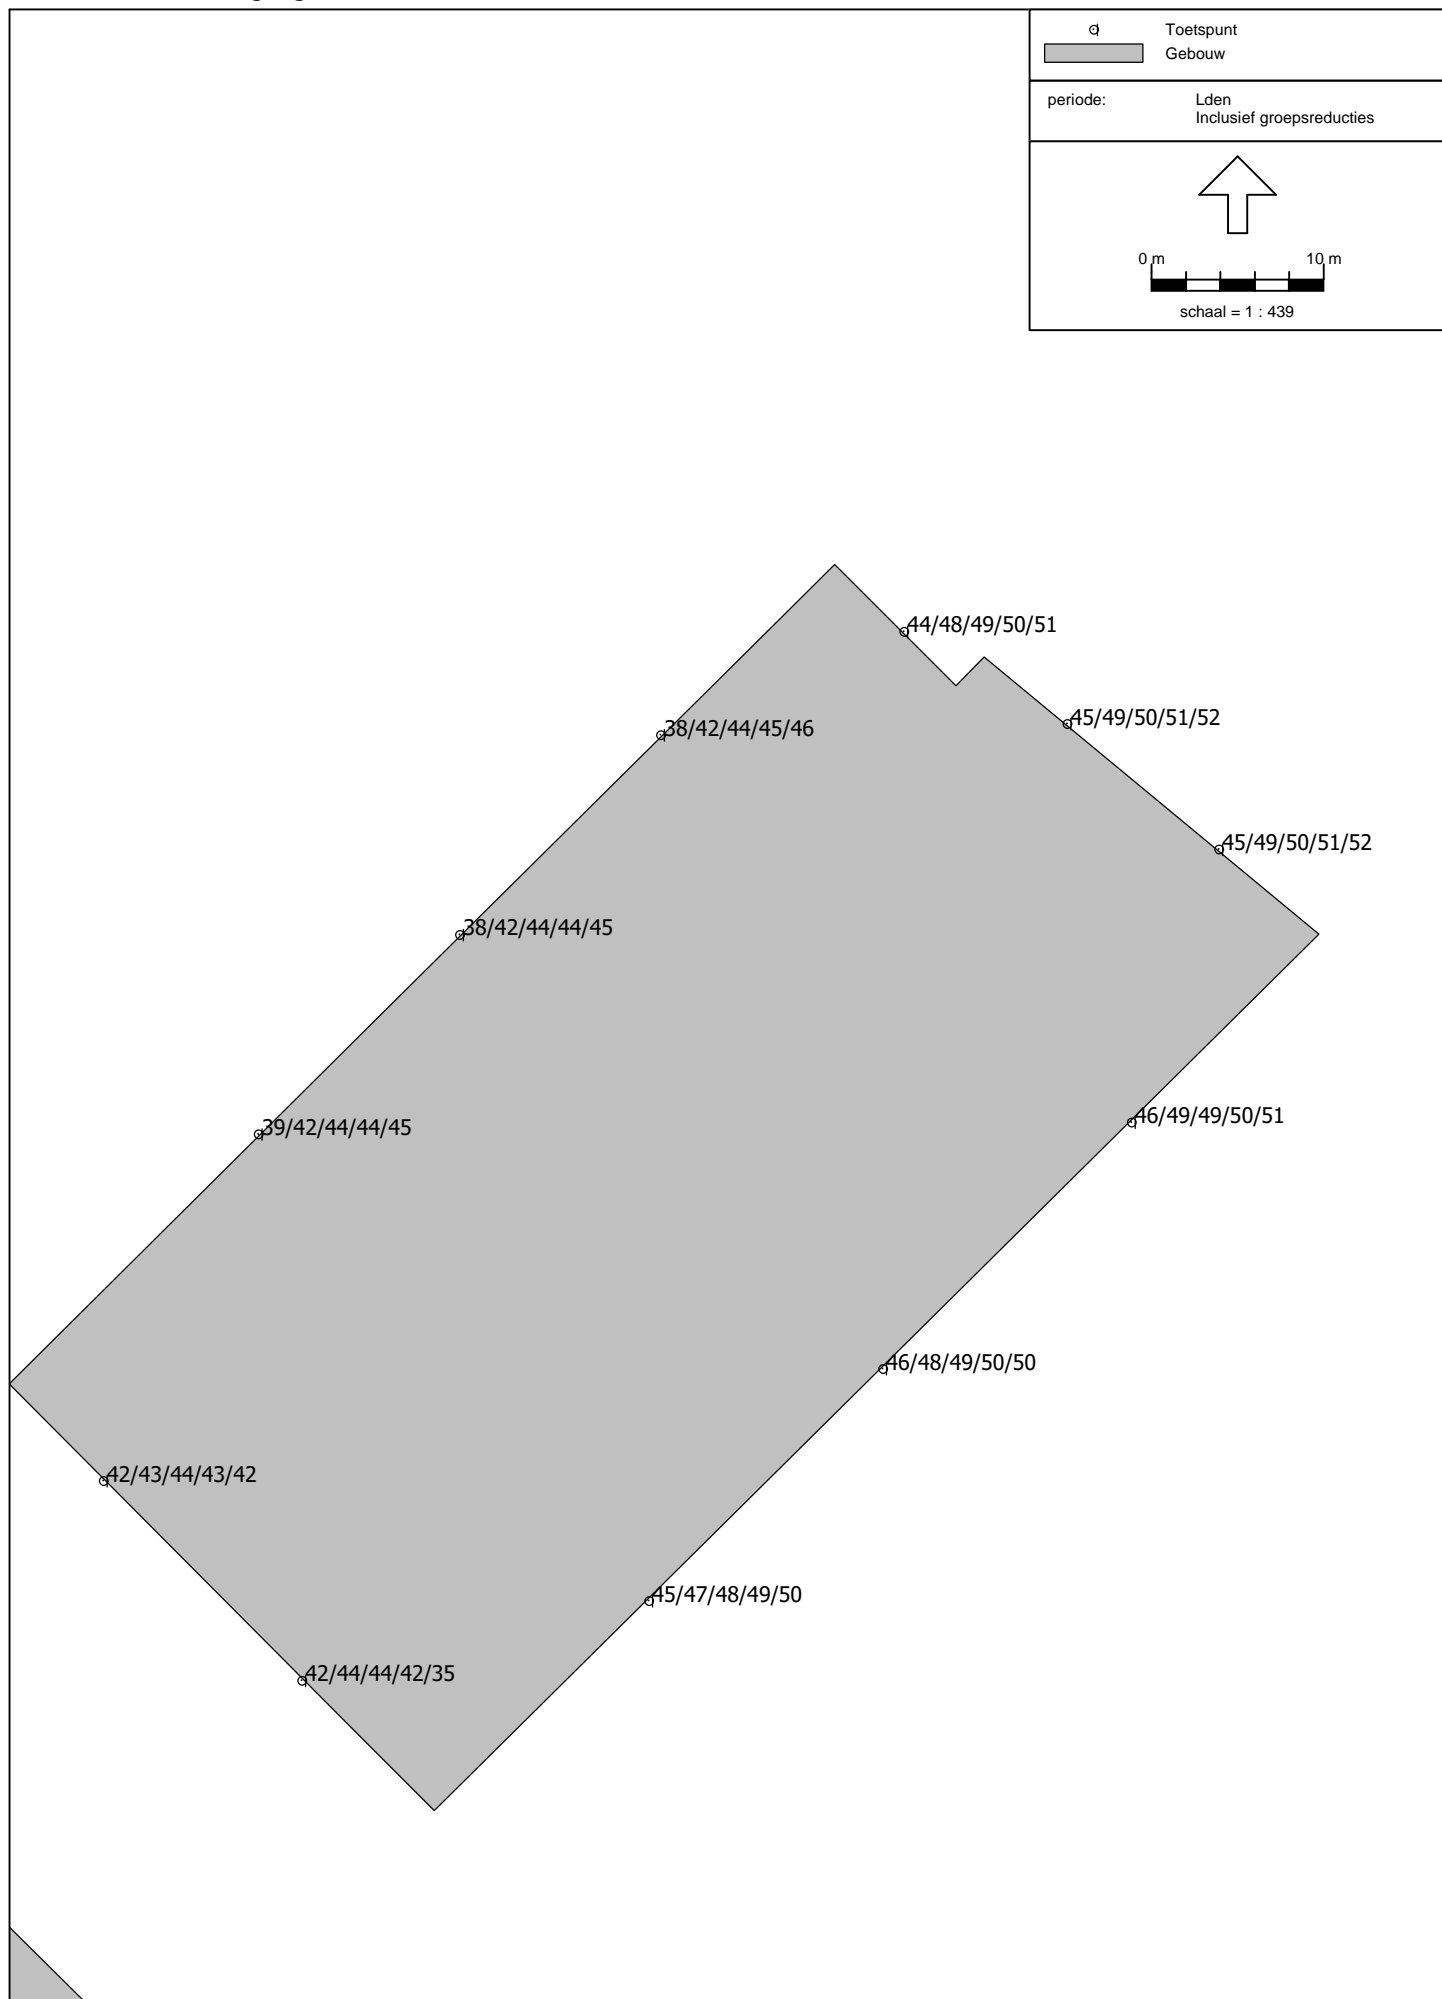 Toetspunt
Gebouw
periode: Lden
Inclusief groepsreducties
0 m 10 m
schaal = 1 : 439
44/48/49/50/51
45/49/50/51/52
38/42/44/45/46
45/49/50/51/52
38/42/44/44/45
46/49/49/50/51
39/42/44/44/45
46/48/49/50/50
42/43/44/43/42
45/47/48/49/50
42/44/44/42/35